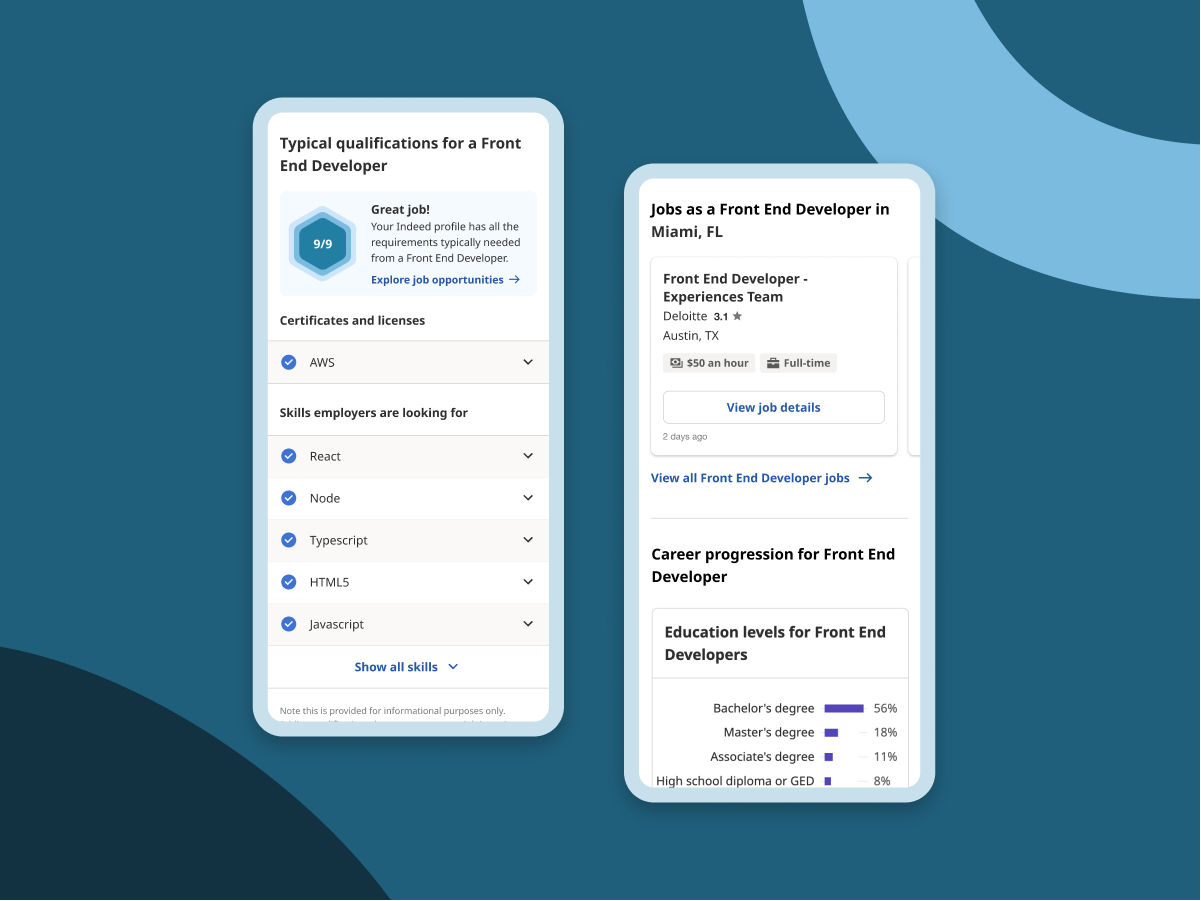 Typical qualifications for a Front
End Developer
9/9
Great job!
Your Indeed profile has all the
requirements typically needed
from a Front End Developer.
Explore job opportunities →
Certificates and licenses
AWS
Skills employers are looking for
React
Node
Typescript
HTML5
Javascript
Show all skills
Note this is provided for informational purposes only.
Jobs as a Front End Developer in
Miami, FL
Front End Developer -
Experiences Team
Deloitte 3.1 ★
Austin, TX
$50 an hour Full-time
View job details
2 days ago
View all Front End Developer jobs →
Career progression for Front End
Developer
Education levels for Front End
Developers
Bachelor's degree 56%
Master's degree 18%
Associate's degree 11%
High school diploma or GED 8%